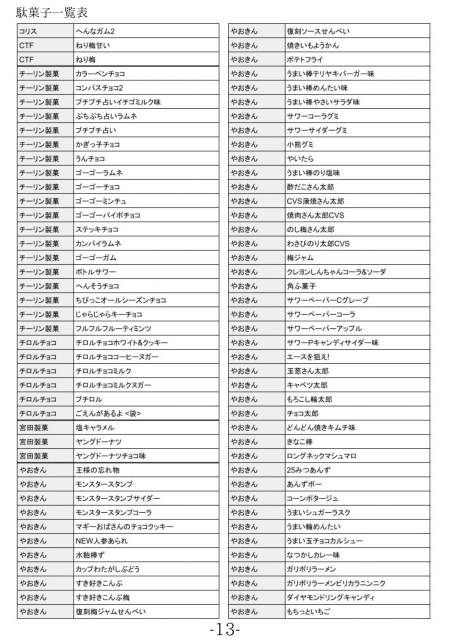 駄菓子一覧表
コリス へんなガム2
CTF ねり梅甘い
CTF ねり梅
チーリン製菓 カラーペンチョコ
チーリン製菓 コンパスチョコ2
チーリン製菓 プチプチ占いイチゴミルク味
チーリン製菓 ぷちぷち占いラムネ
チーリン製菓 プチプチ占い
チーリン製菓 かぎっ子チョコ
チーリン製菓 うんチョコ
チーリン製菓 ゴーゴーラムネ
チーリン製菓 ゴーゴーチョコ
チーリン製菓 ゴーゴーミンチュ
チーリン製菓 ゴーゴーパイポチョコ
チーリン製菓 ステッキチョコ
チーリン製菓 カンパイラムネ
チーリン製菓 ゴーゴーガム
チーリン製菓 ボトルサワー
チーリン製菓 へんそうチョコ
チーリン製菓 ちびっこオールシーズンチョコ
チーリン製菓 じゃらじゃらキーチョコ
チーリン製菓 フルフルフルーティミンツ
チロルチョコ チロルチョコホワイト&クッキー
チロルチョコ チロルチョココーヒーヌガー
チロルチョコ チロルチョコミルク
チロルチョコ チロルチョコミルクヌガー
チロルチョコ プチロル
チロルチョコ ごえんがあるよ <袋>
宮田製菓 塩キャラメル
宮田製菓 ヤングドーナツ
宮田製菓 ヤングドーナツチョコ味
やおきん 王様の忘れ物
やおきん モンスタースタンプ
やおきん モンスタースタンプサイダー
やおきん モンスタースタンプコーラ
やおきん マギーおばさんのチョコクッキー
やおきん NEW人参あられ
やおきん 水飴棒ず
やおきん カップわたがしぶどう
やおきん すき好きこんぶ
やおきん すき好きこんぶ梅
やおきん 復刻梅ジャムせんべい
やおきん 復刻ソースせんべい
やおきん 焼きいもようかん
やおきん ポテトフライ
やおきん うまい棒テリヤキバーガー味
やおきん うまい棒めんたい味
やおきん うまい棒やさいサラダ味
やおきん サワーコーラグミ
やおきん サワーサイダーグミ
やおきん 小熊グミ
やおきん やいたら
やおきん うまい棒のり塩味
やおきん 酢だこさん太郎
やおきん CVS蒲焼さん太郎
やおきん 焼肉さん太郎CVS
やおきん のし梅さん太郎
やおきん わさびのり太郎CVS
やおきん 梅ジャム
やおきん クレヨンしんちゃんコーラ&ソーダ
やおきん 角ふ菓子
やおきん サワーペーパーCグレープ
やおきん サワーペーパーコーラ
やおきん サワーペーパーアップル
やおきん サワーPキャンディサイダー味
やおきん エースを狙え!
やおきん 玉葱さん太郎
やおきん キャベツ太郎
やおきん もろこし輪太郎
やおきん チョコ太郎
やおきん どんどん焼きキムチ味
やおきん きなこ棒
やおきん ロングネックマシュマロ
やおきん 25みつあんず
やおきん あんずボー
やおきん コーンポタージュ
やおきん うまいシュガーラスク
やおきん うまい輪めんたい
やおきん うまい玉チョコカルシュー
やおきん なつかしカレー味
やおきん ガリボリラーメン
やおきん ガリボリラーメンピリカラニンニク
やおきん ダイヤモンドリングキャンディ
やおきん もちっといちご
-13-